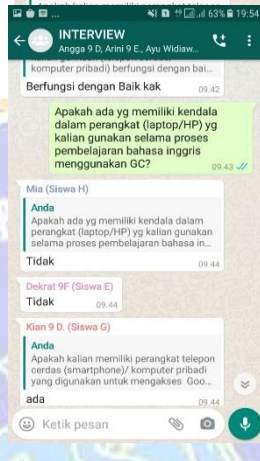 63% 19:54
INTERVIEW
Angga 9 D, Arini 9 E., Ayu Widiaw...
komputer pribadi) berfungsi dengan bai...
Berfungsi dengan Baik kak
09.42
Apakah ada yg memiliki kendala
dalam perangkat (laptop/HP) yg
kalian gunakan selama proses
pembelajaran bahasa inggris
menggunakan GC?
09.43
Mia (Siswa H)
Anda
Apakah ada yg memiliki kendala dalam
perangkat (laptop/HP) yg kalian gunakan
selama proses pembelajaran bahasa in...
Tidak
09.44
Dekrat 9F (Siswa E)
Tidak
09.44
Kian 9 D. (Siswa G)
Anda
Apakah kalian memiliki perangkat telepon
cerdas (smartphone)/ komputer pribadi
yang digunakan untuk mengakses Goo...
ada
09.44
Ketik pesan